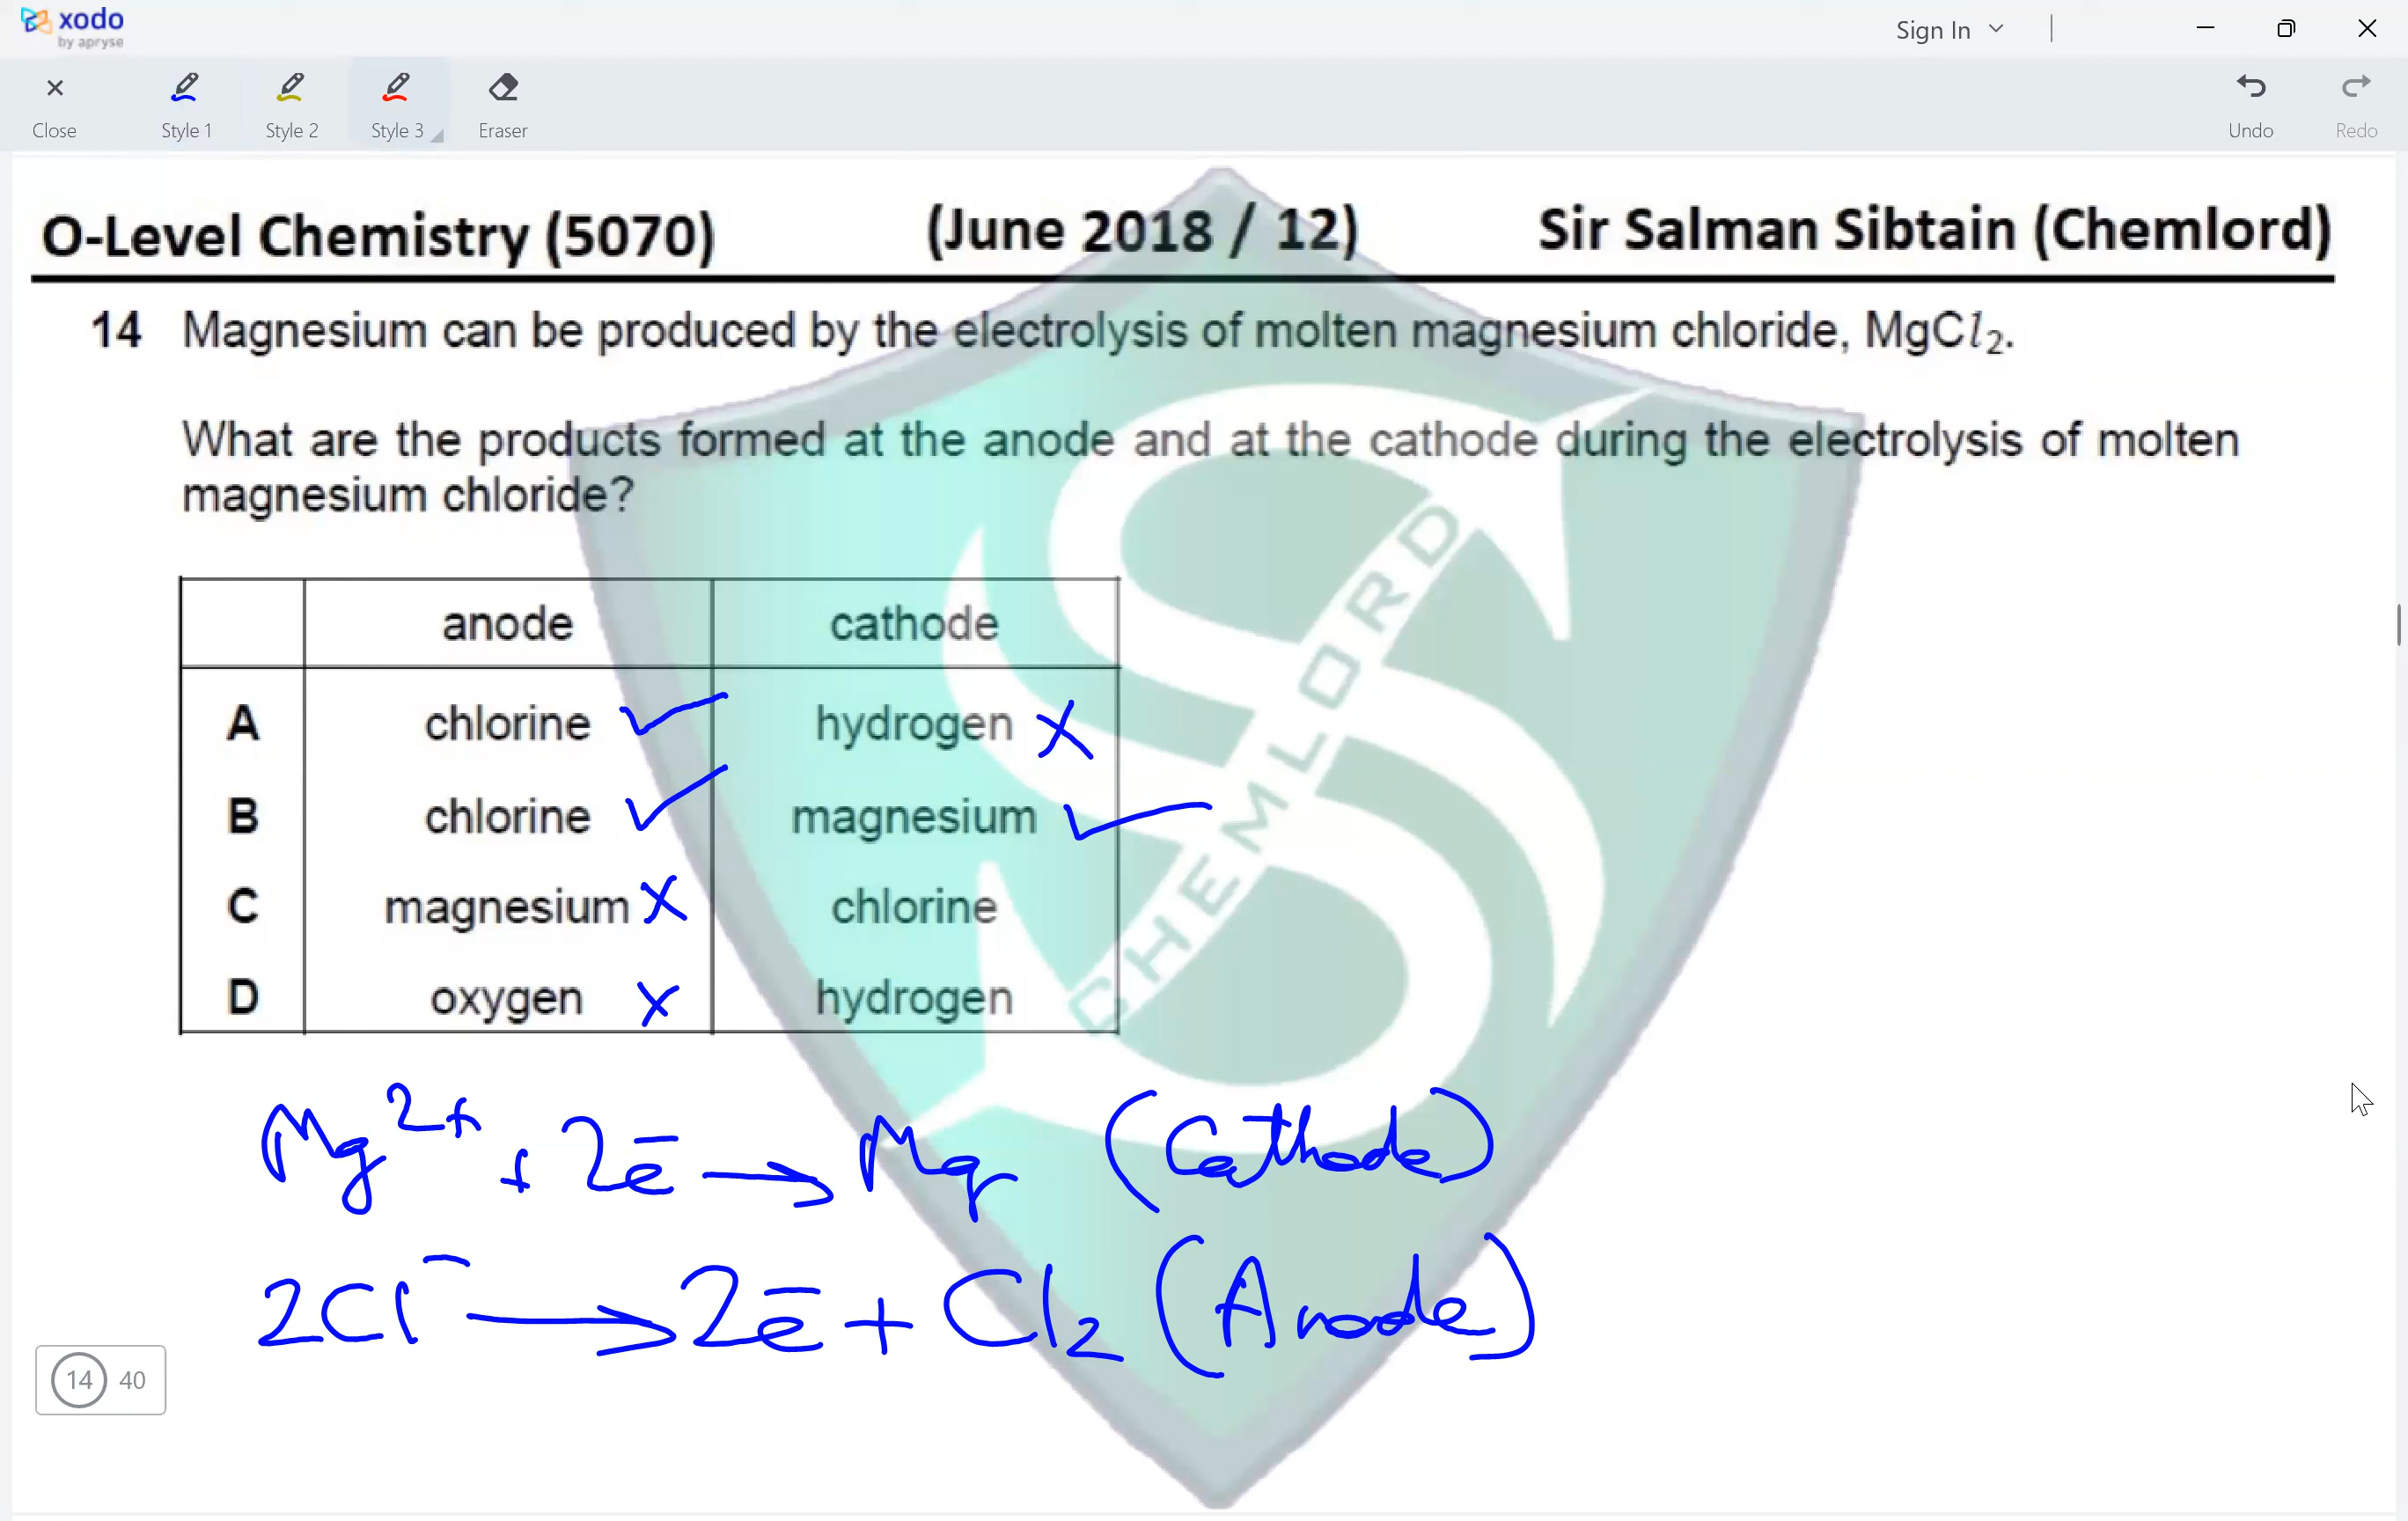 xodo
by apryse
Sign In
Close
Style 1
Style 2
Style 3
Eraser
Undo
Redo
O-Level Chemistry (5070) (June 2018 / 12) Sir Salman Sibtain (Chemlord)
14 Magnesium can be produced by the electrolysis of molten magnesium chloride, MgCl₂.
What are the products formed at the anode and at the cathode during the electrolysis of molten
magnesium chloride?
anode cathode
A chlorine ✓ hydrogen ✗
B chlorine ✓ magnesium ✓
C magnesium ✗ chlorine
D oxygen ✗ hydrogen
CHEMLORD
Mg²⁺ + 2e⁻ → Mg (Cathode)
2Cl⁻ → 2e⁻ + Cl₂ (Anode)
14 40